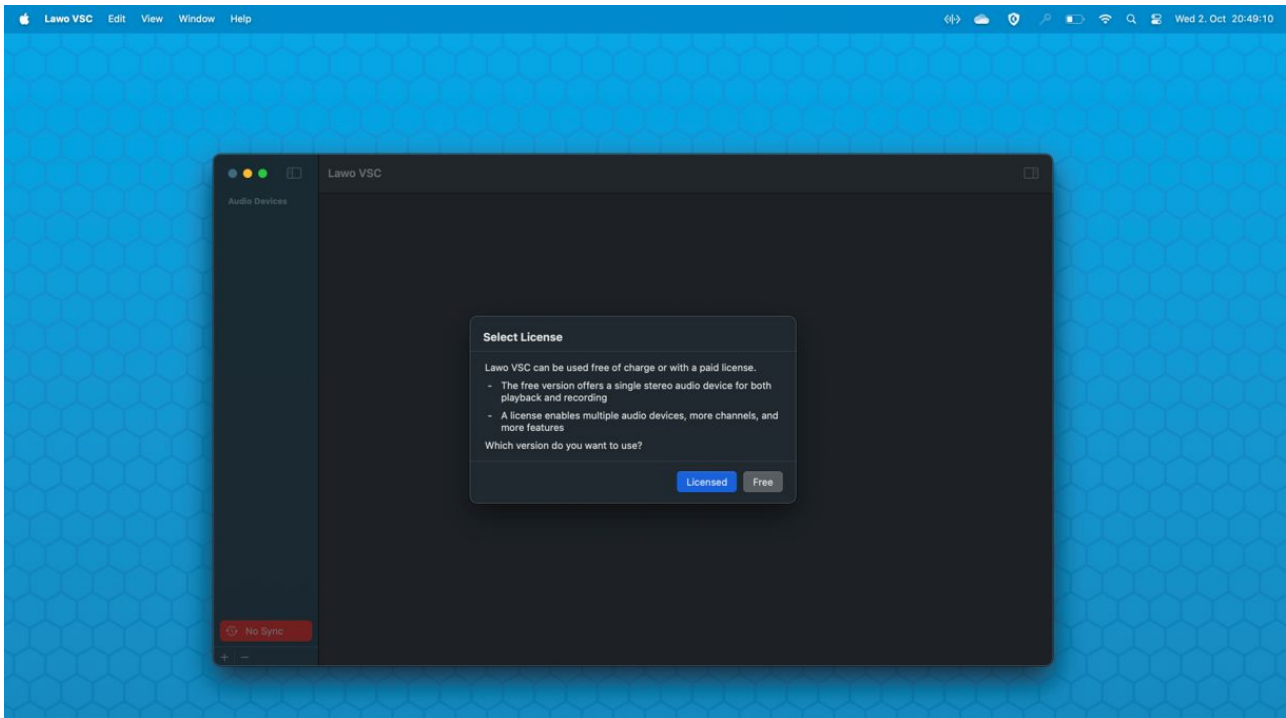 Lawo VSC Edit View Window Help Wed 2. Oct 20:49:10
Lawo VSC
Audio Devices
Select License
Lawo VSC can be used free of charge or with a paid license.
- The free version offers a single stereo audio device for both
playback and recording
- A license enables multiple audio devices, more channels, and
more features
Which version do you want to use?
Licensed Free
No Sync
+ −